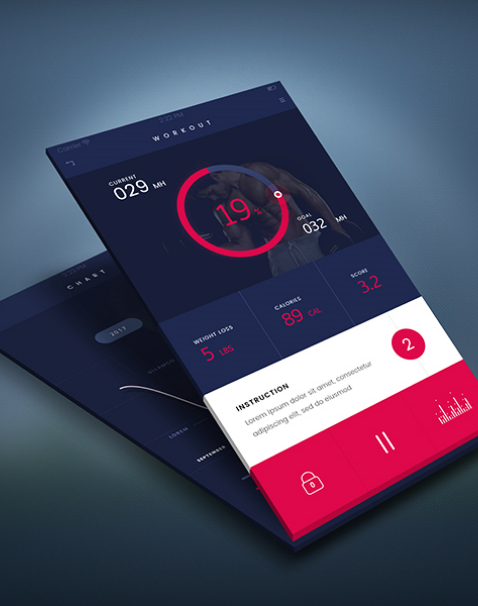 Carrier
2:22 PM
WORKOUT
CURRENT
029 MH
19 %
GOAL
032 MH
WEIGHT LOSS
5 LBS
CALORIES
89 CAL
SCORE
3.2
INSTRUCTION
Lorem ipsum dolor sit amet, consectetur
adipiscing elit, sed do eiusmod
2
0
CHART
2017
LOREM
SEPTEMBER